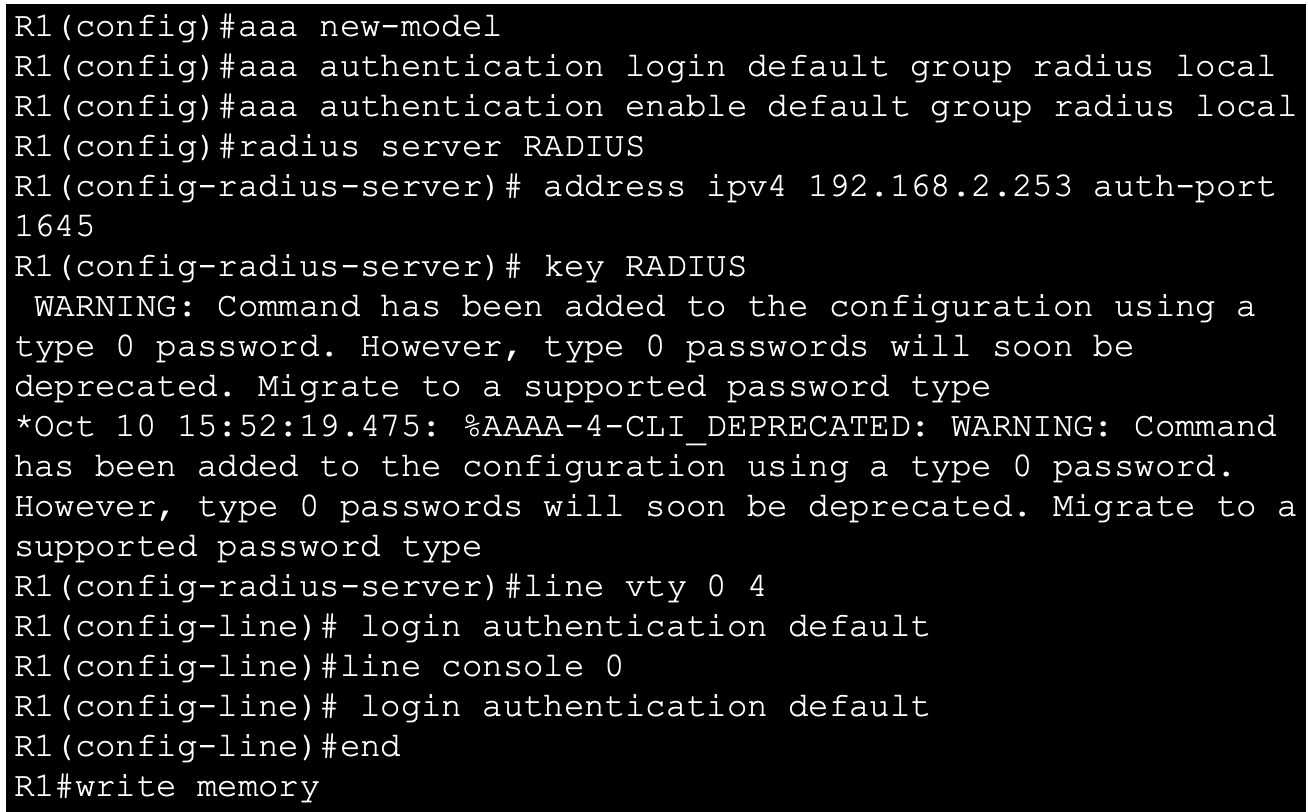 R1(config)#aaa new-model
R1(config)#aaa authentication login default group radius local
R1(config)#aaa authentication enable default group radius local
R1(config)#radius server RADIUS
R1(config-radius-server)# address ipv4 192.168.2.253 auth-port
1645
R1(config-radius-server)# key RADIUS
 WARNING: Command has been added to the configuration using a
type 0 password. However, type 0 passwords will soon be
deprecated. Migrate to a supported password type
*Oct 10 15:52:19.475: %AAAA-4-CLI_DEPRECATED: WARNING: Command
has been added to the configuration using a type 0 password.
However, type 0 passwords will soon be deprecated. Migrate to a
supported password type
R1(config-radius-server)#line vty 0 4
R1(config-line)# login authentication default
R1(config-line)#line console 0
R1(config-line)# login authentication default
R1(config-line)#end
R1#write memory